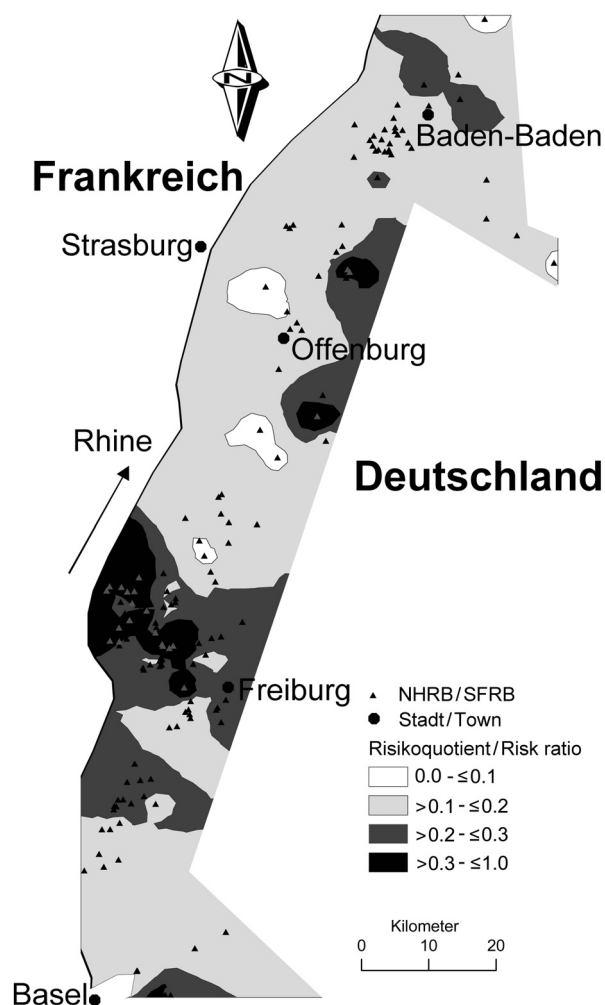 N
Baden-Baden
Frankreich
Strasburg
Offenburg
Rhine
Deutschland
Freiburg
NHRB/SFRB
Stadt/Town
Risikoquotient/Risk ratio
0.0 - ≤0.1
>0.1 - ≤0.2
>0.2 - ≤0.3
>0.3 - ≤1.0
Kilometer
0 10 20
Basel